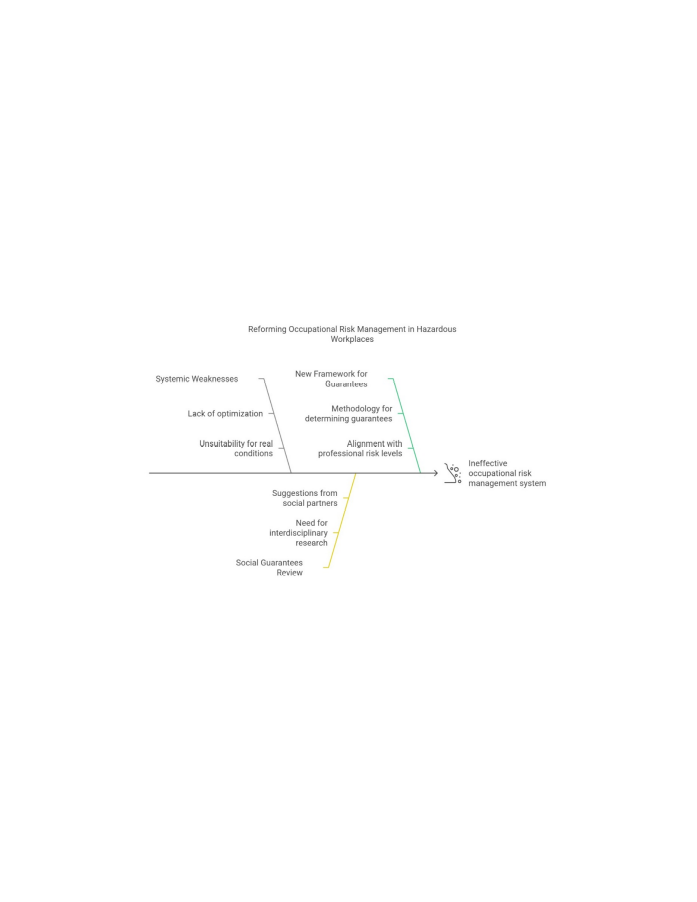 Reforming Occupational Risk Management in Hazardous
Workplaces
Systemic Weaknesses
Lack of optimization
Unsuitability for real
conditions
New Framework for
Guarantees
Methodology for
determining guarantees
Alignment with
professional risk levels
Ineffective
occupational risk
management system
Suggestions from
social partners
Need for
interdisciplinary
research
Social Guarantees
Review